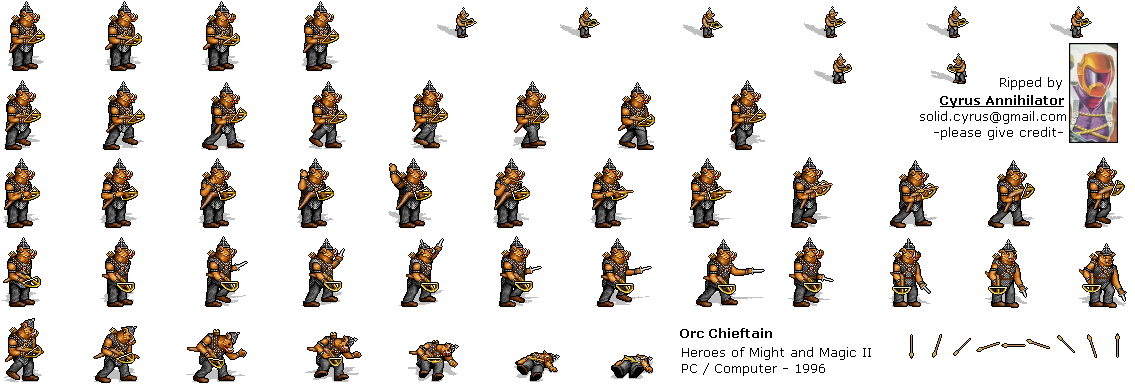 Ripped by
Cyrus Annihilator
solid.cyrus@gmail.com
-please give credit-
Orc Chieftain
Heroes of Might and Magic II
PC / Computer - 1996